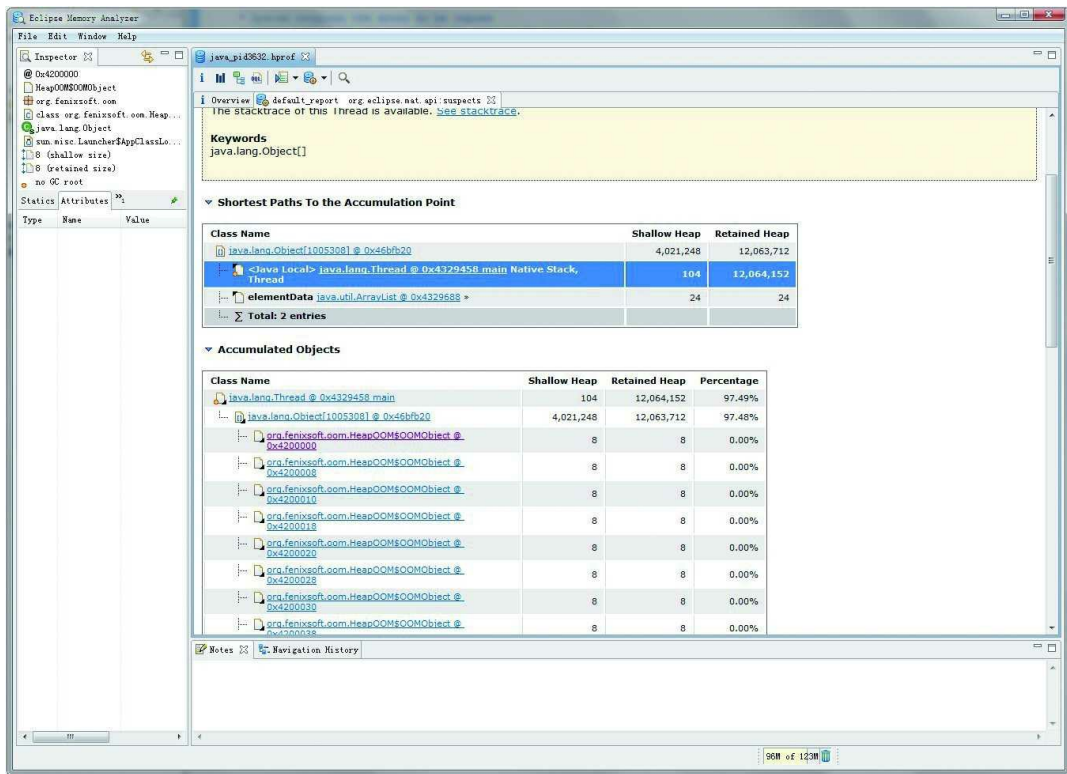 Eclipse Memory Analyzer
File Edit Window Help
Inspector
@ 0x4200000
HeapOOM$OOMObject
org.fenixsoft.oom
class org.fenixsoft.oom.Heap...
java.lang.Object
sun.misc.Launcher$AppClassLo...
8 (shallow size)
8 (retained size)
no GC root
Statics Attributes »1
Type Name Value
java_pid3632.hprof
i Overview default_report org.eclipse.mat.api:suspects
The stacktrace of this Thread is available. See stacktrace.
Keywords
java.lang.Object[]
Shortest Paths To the Accumulation Point
Class Name Shallow Heap Retained Heap
java.lang.Object[1005308] @ 0x46bfb20 4,021,248 12,063,712
<Java Local> java.lang.Thread @ 0x4329458 main Native Stack, Thread 104 12,064,152
elementData java.util.ArrayList @ 0x4329688 » 24 24
∑ Total: 2 entries
Accumulated Objects
Class Name Shallow Heap Retained Heap Percentage
java.lang.Thread @ 0x4329458 main 104 12,064,152 97.49%
java.lang.Object[1005308] @ 0x46bfb20 4,021,248 12,063,712 97.48%
org.fenixsoft.oom.HeapOOM$OOMObject @ 0x4200000 8 8 0.00%
org.fenixsoft.oom.HeapOOM$OOMObject @ 0x4200008 8 8 0.00%
org.fenixsoft.oom.HeapOOM$OOMObject @ 0x4200010 8 8 0.00%
org.fenixsoft.oom.HeapOOM$OOMObject @ 0x4200018 8 8 0.00%
org.fenixsoft.oom.HeapOOM$OOMObject @ 0x4200020 8 8 0.00%
org.fenixsoft.oom.HeapOOM$OOMObject @ 0x4200028 8 8 0.00%
org.fenixsoft.oom.HeapOOM$OOMObject @ 0x4200030 8 8 0.00%
org.fenixsoft.oom.HeapOOM$OOMObject @ 0x4200038 8 8 0.00%
Notes Navigation History
96M of 123M